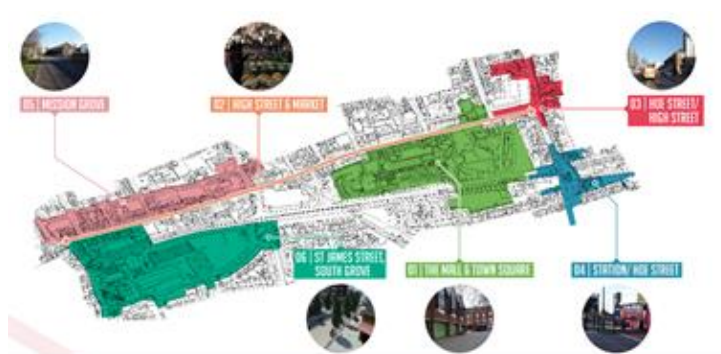 05 | MISSION GROVE
02 | HIGH STREET & MARKET
03 | HOE STREET/
HIGH STREET
06 | ST JAMES STREET,
SOUTH GROVE
01 | THE MALL & TOWN SQUARE
04 | STATION/ HOE STREET